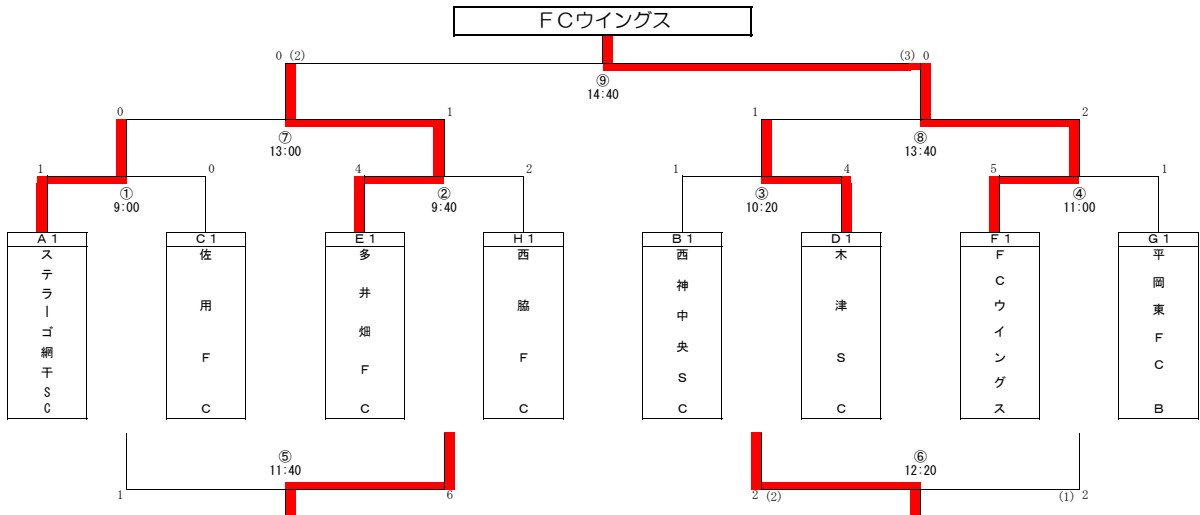 ＦＣウイングス
0 (2)
(3) 0
⑨
14:40
0
1
1
2
⑦
13:00
⑧
13:40
1
0
4
2
1
4
5
1
①
9:00
②
9:40
③
10:20
④
11:00
Ａ１
Ｃ１
Ｅ１
Ｈ１
Ｂ１
Ｄ１
Ｆ１
Ｇ１
ステラーゴ網干SC
佐用ＦＣ
多井畑ＦＣ
西脇ＦＣ
西神中央ＳＣ
木津ＳＣ
ＦＣウイングス
平岡東ＦＣＢ
⑤
11:40
⑥
12:20
1
6
2 (2)
(1) 2